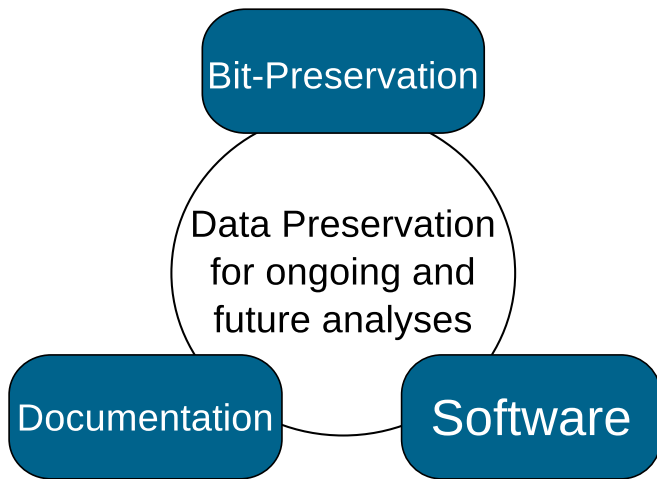 Bit-Preservation
Data Preservation
for ongoing and
future analyses
Documentation
Software